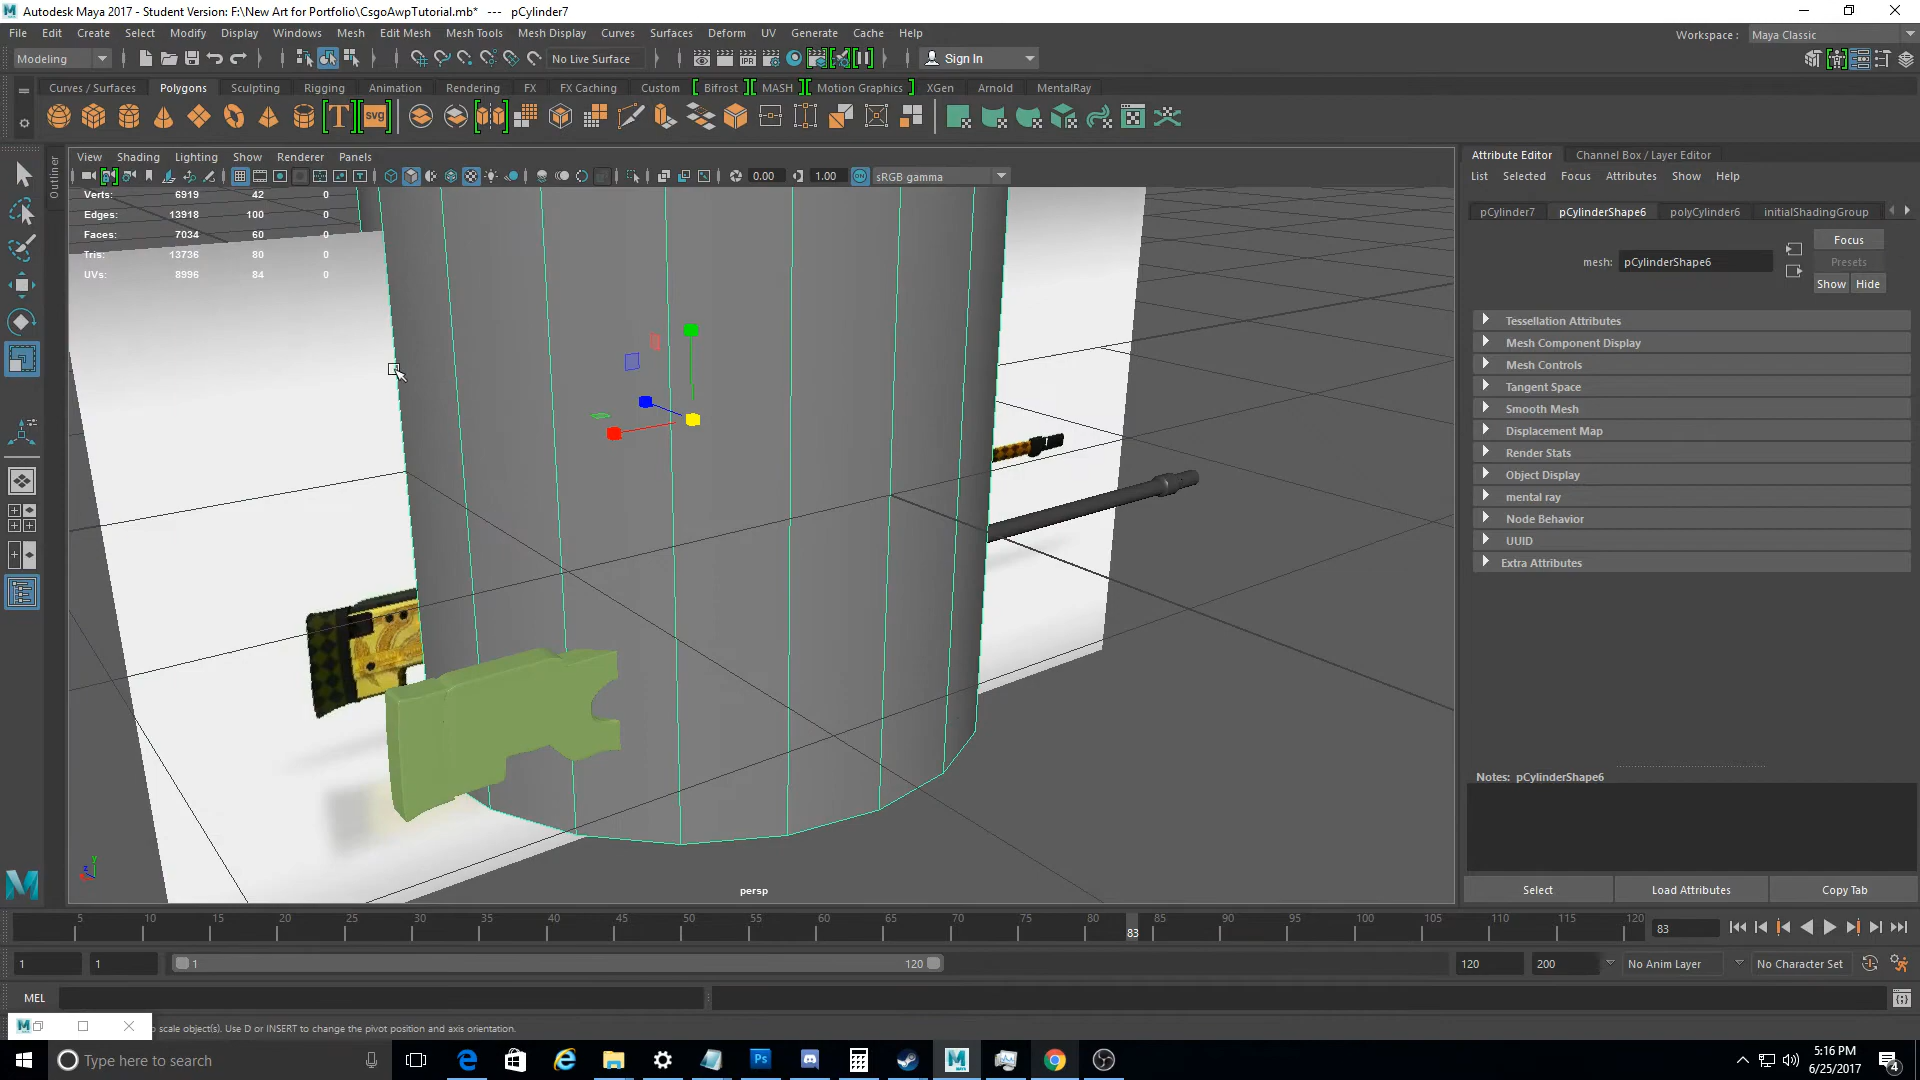 Autodesk Maya 2017 - Student Version: F:\New Art for Portfolio\CsgoAwpTutorial.mb* --- pCylinder7
File Edit Create Select Modify Display Windows Mesh Edit Mesh Mesh Tools Mesh Display Curves Surfaces Deform UV Generate Cache Help
Workspace : Maya Classic
Modeling No Live Surface Sign In
Curves / Surfaces Polygons Sculpting Rigging Animation Rendering FX FX Caching Custom Bifrost MASH Motion Graphics XGen Arnold MentalRay
T svg
Outliner
View Shading Lighting Show Renderer Panels
IPR
0.00 1.00 ON sRGB gamma
Verts: 6919 42 0
Edges: 13918 100 0
Faces: 7034 60 0
Tris: 13736 80 0
UVs: 8996 84 0
persp
y
Attribute Editor Channel Box / Layer Editor
List Selected Focus Attributes Show Help
pCylinder7 pCylinderShape6 polyCylinder6 initialShadingGroup
Focus
mesh: pCylinderShape6 Presets
Show Hide
Tessellation Attributes
Mesh Component Display
Mesh Controls
Tangent Space
Smooth Mesh
Displacement Map
Render Stats
Object Display
mental ray
Node Behavior
UUID
Extra Attributes
Notes: pCylinderShape6
Select Load Attributes Copy Tab
5 10 15 20 25 30 35 40 45 50 55 60 65 70 75 80 85 90 95 100 105 110 115 120
83 83
1 1 1 120 120 200 No Anim Layer No Character Set
MEL
o scale object(s). Use D or INSERT to change the pivot position and axis orientation.
Type here to search
Ps
5:16 PM
6/25/2017
4